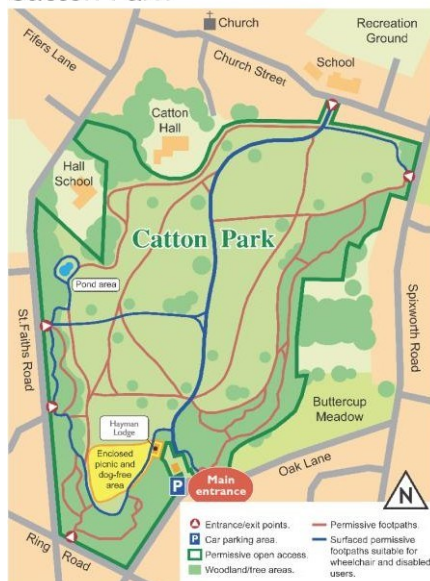 Church
Recreation
Ground
Fifers Lane
Church Street
School
Catton
Hall
Hall
School
Catton Park
Pond area
St.Faiths Road
Spixworth Road
Hayman
Lodge
Buttercup
Meadow
Enclosed
picnic and
dog-free
area
Oak Lane
P
Main
entrance
N
Ring Road
Entrance/exit points.
P Car parking area.
Permissive open access.
Woodland/tree areas.
Permissive footpaths.
Surfaced permissive
footpaths suitable for
wheelchair and disabled
users.